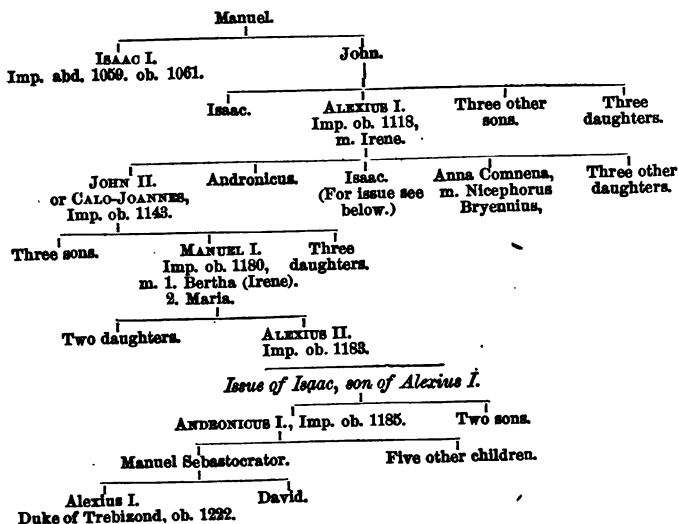 Manuel.
ISAAC I.
Imp. abd. 1059. ob. 1061.
John.
Isaac.
ALEXIUS I.
Imp. ob. 1118,
m. Irene.
Three other
sons.
Three
daughters.
JOHN II.
or CALO-JOANNES,
Imp. ob. 1143.
Andronicus.
Isaac.
(For issue see
below.)
Anna Comnena,
m. Nicephorus
Bryennius,
Three other
daughters.
Three sons.
MANUEL I.
Imp. ob. 1180,
m. 1. Bertha (Irene).
2. Maria.
Three
daughters.
Two daughters.
ALEXIUS II.
Imp. ob. 1183.
Issue of Isaac, son of Alexius I.
ANDRONICUS I., Imp. ob. 1185.
Two sons.
Manuel Sebastocrator.
Five other children.
Alexius I.
Duke of Trebizond, ob. 1222.
David.